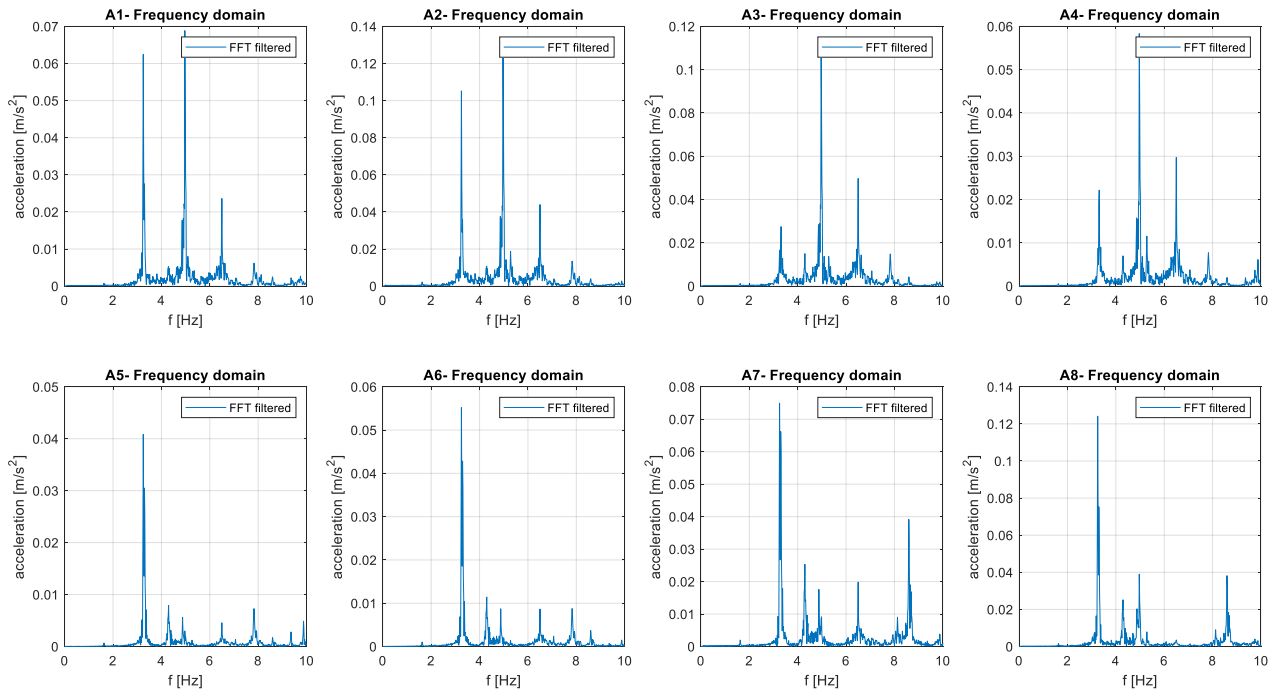 A1- Frequency domain
FFT filtered
acceleration [m/s²]
0.07
0.06
0.05
0.04
0.03
0.02
0.01
0
0 2 4 6 8 10
f [Hz]
A2- Frequency domain
FFT filtered
acceleration [m/s²]
0.14
0.12
0.1
0.08
0.06
0.04
0.02
0
0 2 4 6 8 10
f [Hz]
A3- Frequency domain
FFT filtered
acceleration [m/s²]
0.12
0.1
0.08
0.06
0.04
0.02
0
0 2 4 6 8 10
f [Hz]
A4- Frequency domain
FFT filtered
acceleration [m/s²]
0.06
0.05
0.04
0.03
0.02
0.01
0
0 2 4 6 8 10
f [Hz]
A5- Frequency domain
FFT filtered
acceleration [m/s²]
0.05
0.04
0.03
0.02
0.01
0
0 2 4 6 8 10
f [Hz]
A6- Frequency domain
FFT filtered
acceleration [m/s²]
0.06
0.05
0.04
0.03
0.02
0.01
0
0 2 4 6 8 10
f [Hz]
A7- Frequency domain
FFT filtered
acceleration [m/s²]
0.08
0.07
0.06
0.05
0.04
0.03
0.02
0.01
0
0 2 4 6 8 10
f [Hz]
A8- Frequency domain
FFT filtered
acceleration [m/s²]
0.14
0.12
0.1
0.08
0.06
0.04
0.02
0
0 2 4 6 8 10
f [Hz]